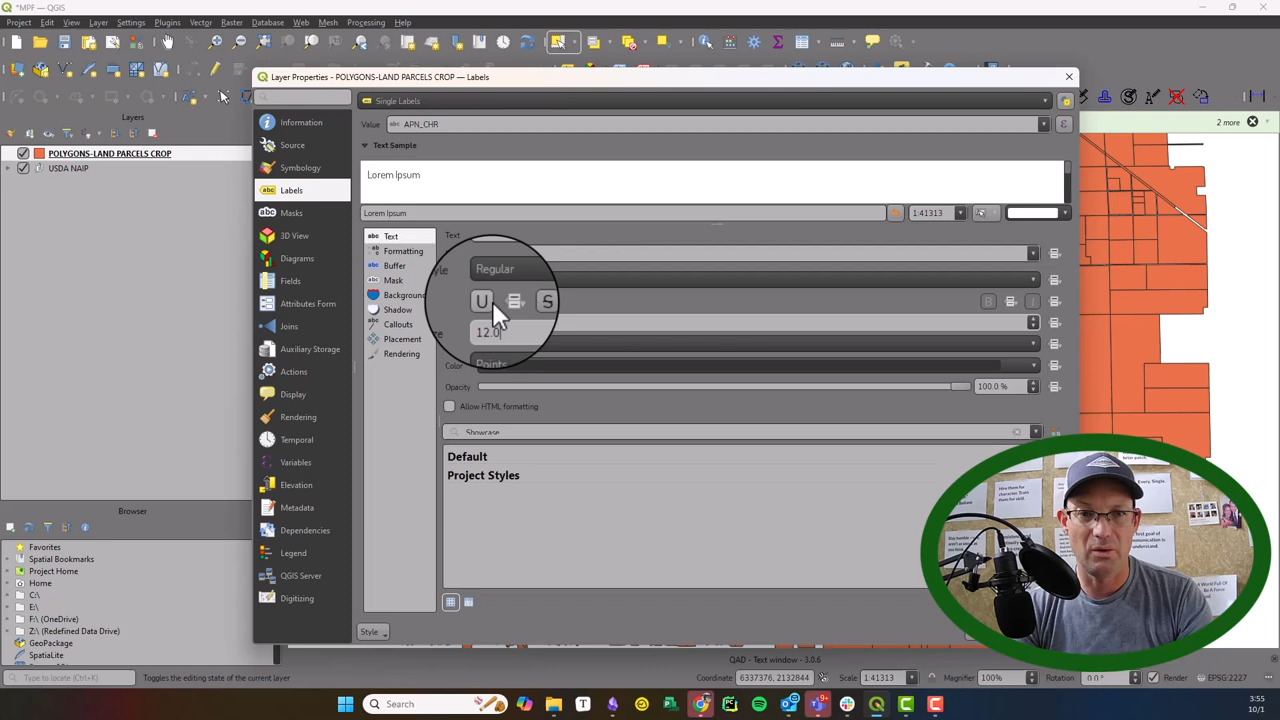 *MPF — QGIS
Project Edit View Layer Settings Plugins Vector Raster Database Web Mesh Processing Help
Layer Properties - POLYGONS-LAND PARCELS CROP — Labels
Layers
POLYGONS-LAND PARCELS CROP
USDA NAIP
Information
Source
Symbology
Labels
Masks
3D View
Diagrams
Fields
Attributes Form
Joins
Auxiliary Storage
Actions
Display
Rendering
Temporal
Variables
Elevation
Metadata
Dependencies
Legend
QGIS Server
Digitizing
Single Labels
Value APN_CHR
Text Sample
Lorem Ipsum
Lorem Ipsum 1:41313
Text
Formatting
Buffer
Mask
Background
Shadow
Callouts
Placement
Rendering
Text
Regular
U S B I
12.0
Points
Color
Opacity 100.0 %
Allow HTML formatting
Showcase
Default
Project Styles
Style
2 more
Browser
Favorites
Spatial Bookmarks
Project Home
Home
C:\
E:\
F:\ (OneDrive)
Z:\ (Redefined Data Drive)
GeoPackage
SpatiaLite
QAD - Text window - 3.0.6
Type to locate (Ctrl+K) Toggles the editing state of the current layer
Coordinate 6337376, 2132844 Scale 1:41313 Magnifier 100% Rotation 0.0 ° Render EPSG:2227
Search
3:55
10/1